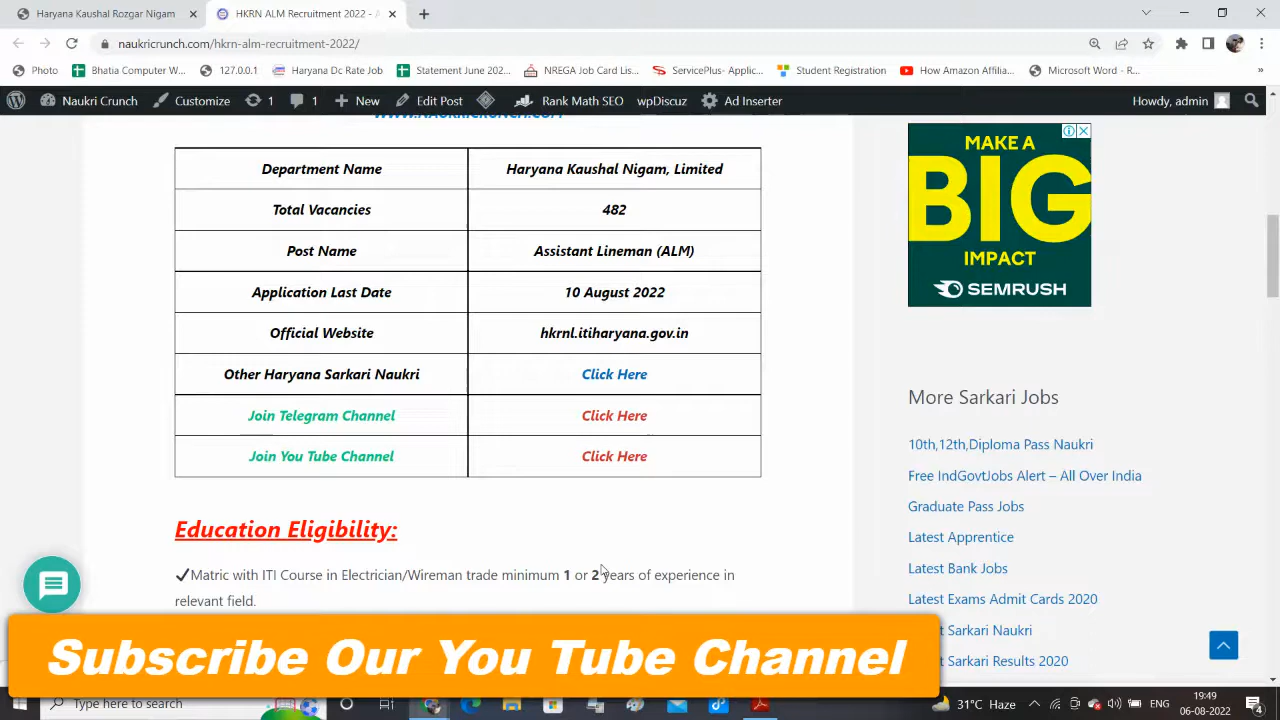 Haryana Kaushal Rozgar Nigam
HKRN ALM Recruitment 2022 - A
naukricrunch.com/hkrn-alm-recruitment-2022/
Photo
Bhatia Computer W...
127.0.0.1
Haryana Dc Rate Job
Statement June 202...
NREGA Job Card Lis...
ServicePlus- Applic...
Student Registration
How Amazon Affilia...
Microsoft Word - R...
»
Naukri Crunch
Customize
1
1
New
Edit Post
Rank Math SEO
wpDiscuz
Ad Inserter
Howdy, admin
WWW.NAUKRICRUNCH.COM
Department Name Haryana Kaushal Nigam, Limited
Total Vacancies 482
Post Name Assistant Lineman (ALM)
Application Last Date 10 August 2022
Official Website hkrnl.itiharyana.gov.in
Other Haryana Sarkari Naukri Click Here
Join Telegram Channel Click Here
Join You Tube Channel Click Here
Education Eligibility:
✔Matric with ITI Course in Electrician/Wireman trade minimum 1 or 2 years of experience in
relevant field.
MAKE A
BIG
IMPACT
SEMRUSH
More Sarkari Jobs
10th,12th,Diploma Pass Naukri
Free IndGovtJobs Alert – All Over India
Graduate Pass Jobs
Latest Apprentice
Latest Bank Jobs
Latest Exams Admit Cards 2020
Sarkari Naukri
Sarkari Results 2020
Subscribe Our You Tube Channel
Type here to search
31°C Haze
19:49
06-08-2022
4